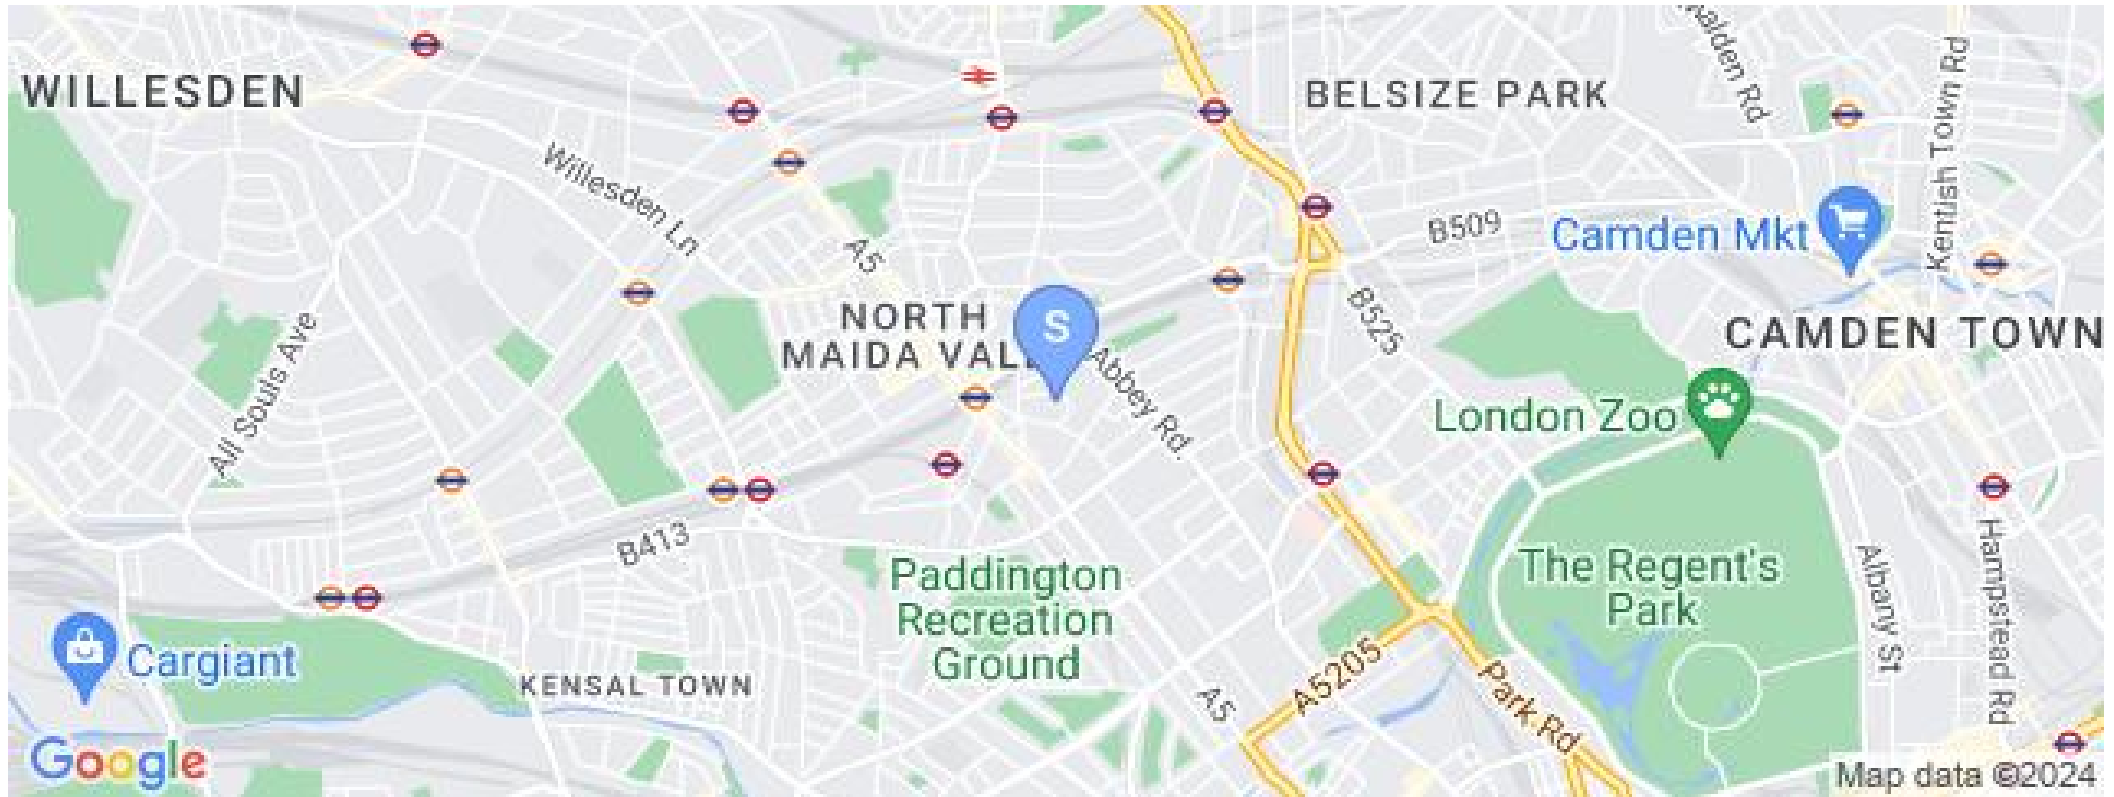 WILLESDEN
BELSIZE PARK
Kentish Town Rd
Willesden Ln
A5
B509
Camden Mkt
NORTH
MAIDA VAL
S
B525
CAMDEN TOWN
Abbey Rd.
All Souls Ave
London Zoo
B413
Paddington
Recreation
Ground
The Regent's
Park
Albany St
Hampstead Rd
Cargiant
KENSAL TOWN
A5
A5205
Park Rd
Google
Map data ©2024